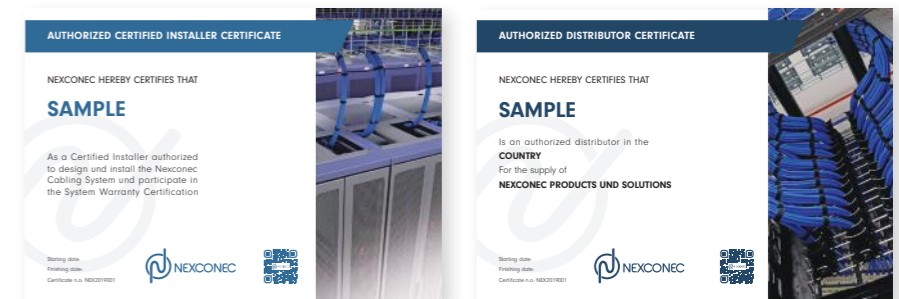 AUTHORIZED CERTIFIED INSTALLER CERTIFICATE
NEXCONEC HEREBY CERTIFIES THAT
SAMPLE
As a Certified Installer authorized
to design und install the Nexconec
Cabling System und participate in
the System Warranty Certification
Starting date:
Finishing date:
Certificate n.o. NEX2019001
NEXCONEC
AUTHORIZED DISTRIBUTOR CERTIFICATE
NEXCONEC HEREBY CERTIFIES THAT
SAMPLE
Is an authorized distributor in the
COUNTRY
For the supply of
NEXCONEC PRODUCTS UND SOLUTIONS
Starting date:
Finishing date:
Certificate n.o. NEX2019001
NEXCONEC